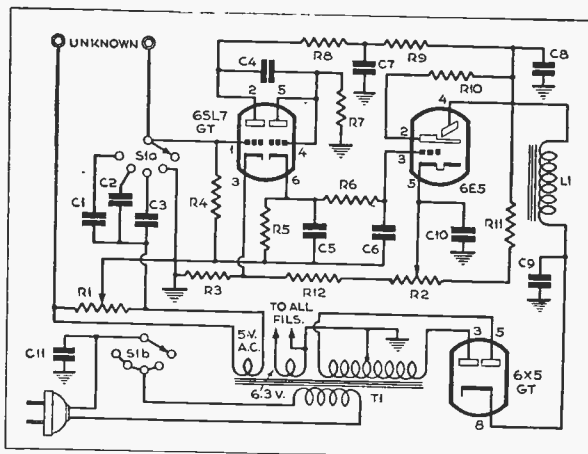 UNKNOWN
R8
R9
C4
C7
C8
R10
2
5
6SL7
GT
R7
4
S1a
1
4
2
3
3
6
5
6E5
L1
C1
C2
C3
R4
R6
R5
C5
C6
C10
R11
R1
R3
R12
R2
C9
TO ALL
FILS.
5 V.
A.C.
3
5
C11
S1b
6X5
GT
6.3 V.
T1
8